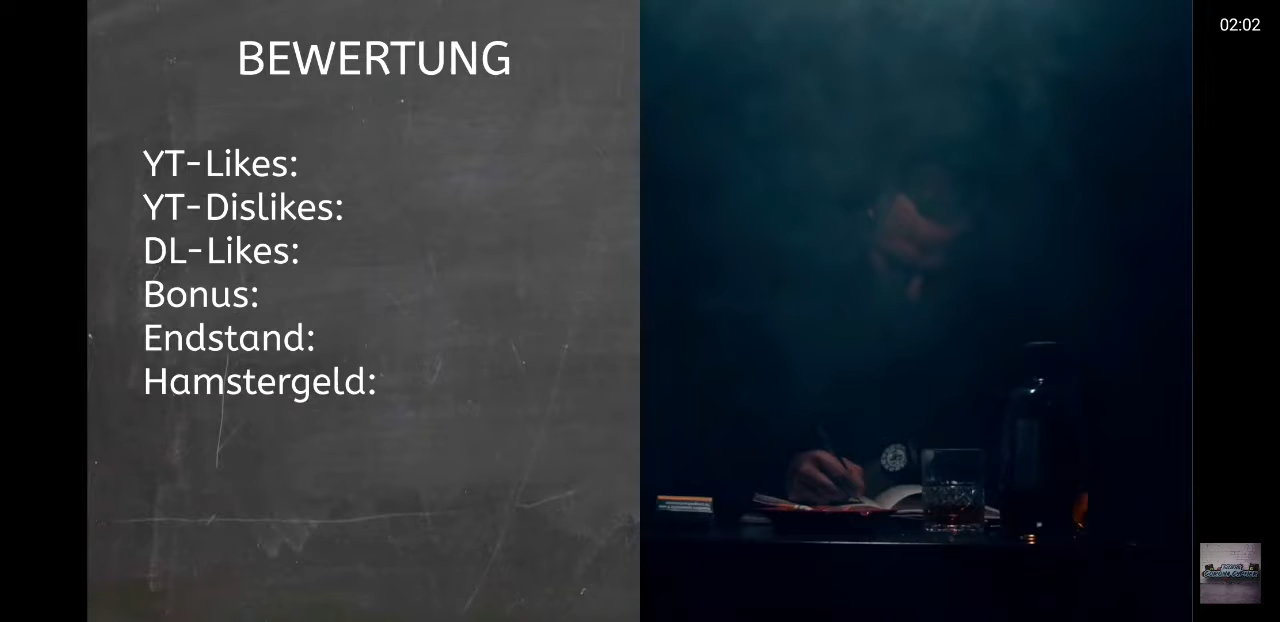 BEWERTUNG
02:02
YT-Likes:
YT-Dislikes:
DL-Likes:
Bonus:
Endstand:
Hamstergeld: